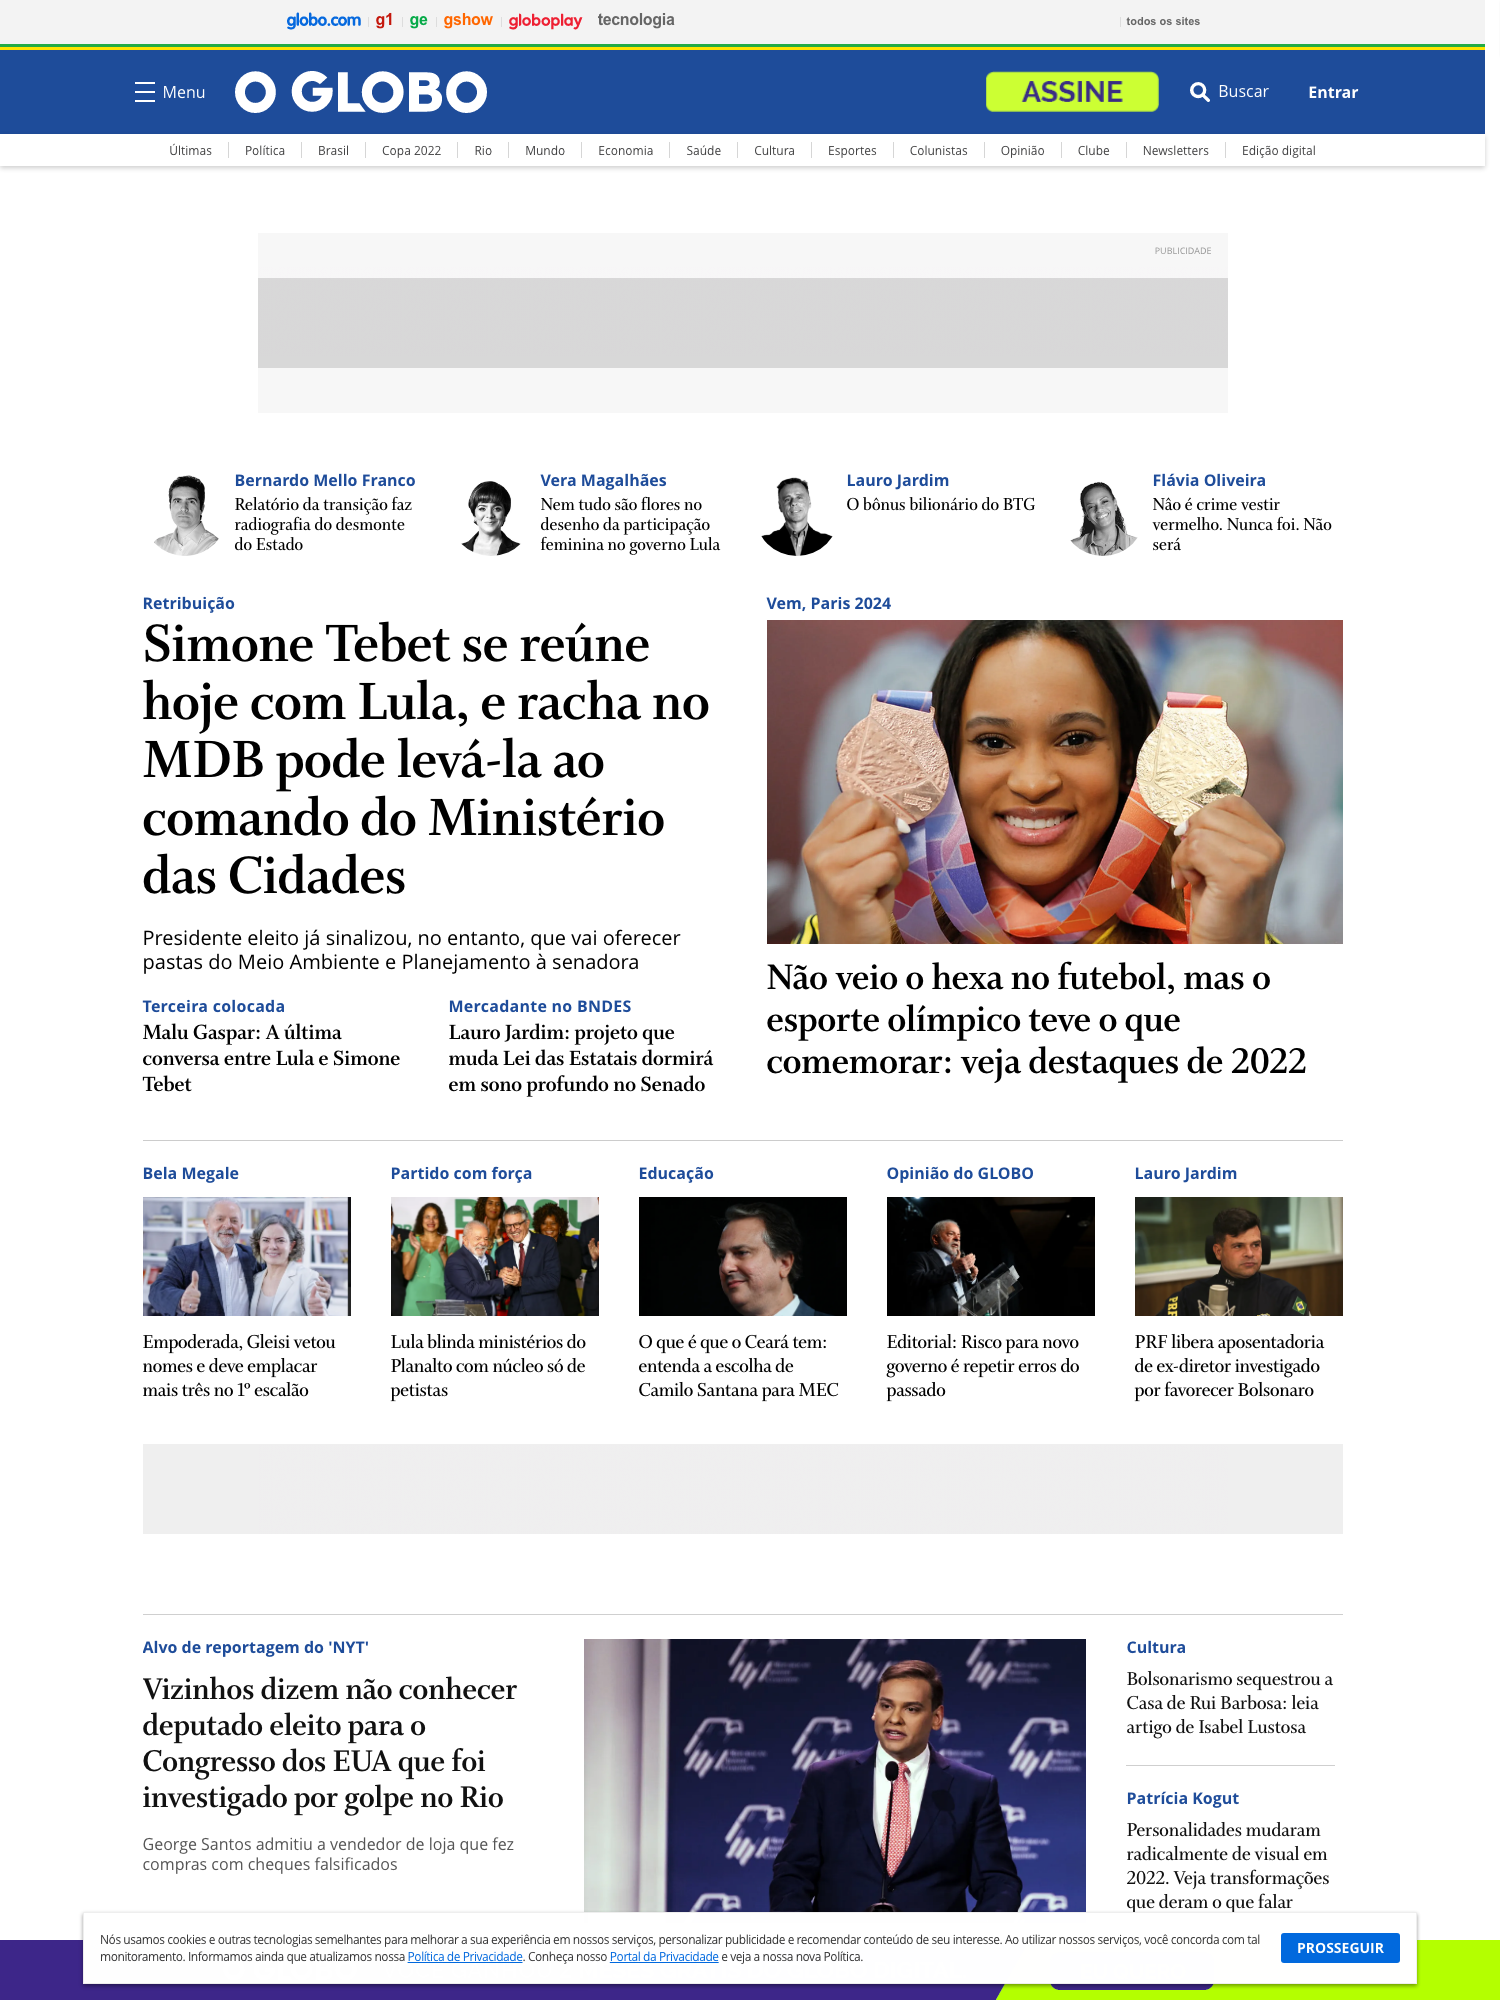 globo.com g1 ge gshow globoplay tecnologia todos os sites
Menu O GLOBO ASSINE Buscar Entrar
Últimas Política Brasil Copa 2022 Rio Mundo Economia Saúde Cultura Esportes Colunistas Opinião Clube Newsletters Edição digital
PUBLICIDADE
Bernardo Mello Franco
Relatório da transição faz
radiografia do desmonte
do Estado
Vera Magalhães
Nem tudo são flores no
desenho da participação
feminina no governo Lula
Lauro Jardim
O bônus bilionário do BTG
Flávia Oliveira
Nâo é crime vestir
vermelho. Nunca foi. Não
será
Retribuição
Simone Tebet se reúne
hoje com Lula, e racha no
MDB pode levá-la ao
comando do Ministério
das Cidades
Presidente eleito já sinalizou, no entanto, que vai oferecer
pastas do Meio Ambiente e Planejamento à senadora
Terceira colocada
Malu Gaspar: A última
conversa entre Lula e Simone
Tebet
Mercadante no BNDES
Lauro Jardim: projeto que
muda Lei das Estatais dormirá
em sono profundo no Senado
Vem, Paris 2024
Não veio o hexa no futebol, mas o
esporte olímpico teve o que
comemorar: veja destaques de 2022
Bela Megale
Empoderada, Gleisi vetou
nomes e deve emplacar
mais três no 1º escalão
Partido com força
BRASIL
Lula blinda ministérios do
Planalto com núcleo só de
petistas
Educação
O que é que o Ceará tem:
entenda a escolha de
Camilo Santana para MEC
Opinião do GLOBO
Editorial: Risco para novo
governo é repetir erros do
passado
Lauro Jardim
PRF
PRF libera aposentadoria
de ex-diretor investigado
por favorecer Bolsonaro
Alvo de reportagem do 'NYT'
Vizinhos dizem não conhecer
deputado eleito para o
Congresso dos EUA que foi
investigado por golpe no Rio
George Santos admitiu a vendedor de loja que fez
compras com cheques falsificados
Cultura
Bolsonarismo sequestrou a
Casa de Rui Barbosa: leia
artigo de Isabel Lustosa
Patrícia Kogut
Personalidades mudaram
radicalmente de visual em
2022. Veja transformações
que deram o que falar
Nós usamos cookies e outras tecnologias semelhantes para melhorar a sua experiência em nossos serviços, personalizar publicidade e recomendar conteúdo de seu interesse. Ao utilizar nossos serviços, você concorda com tal
monitoramento. Informamos ainda que atualizamos nossa Política de Privacidade. Conheça nosso Portal da Privacidade e veja a nossa nova Política.
PROSSEGUIR